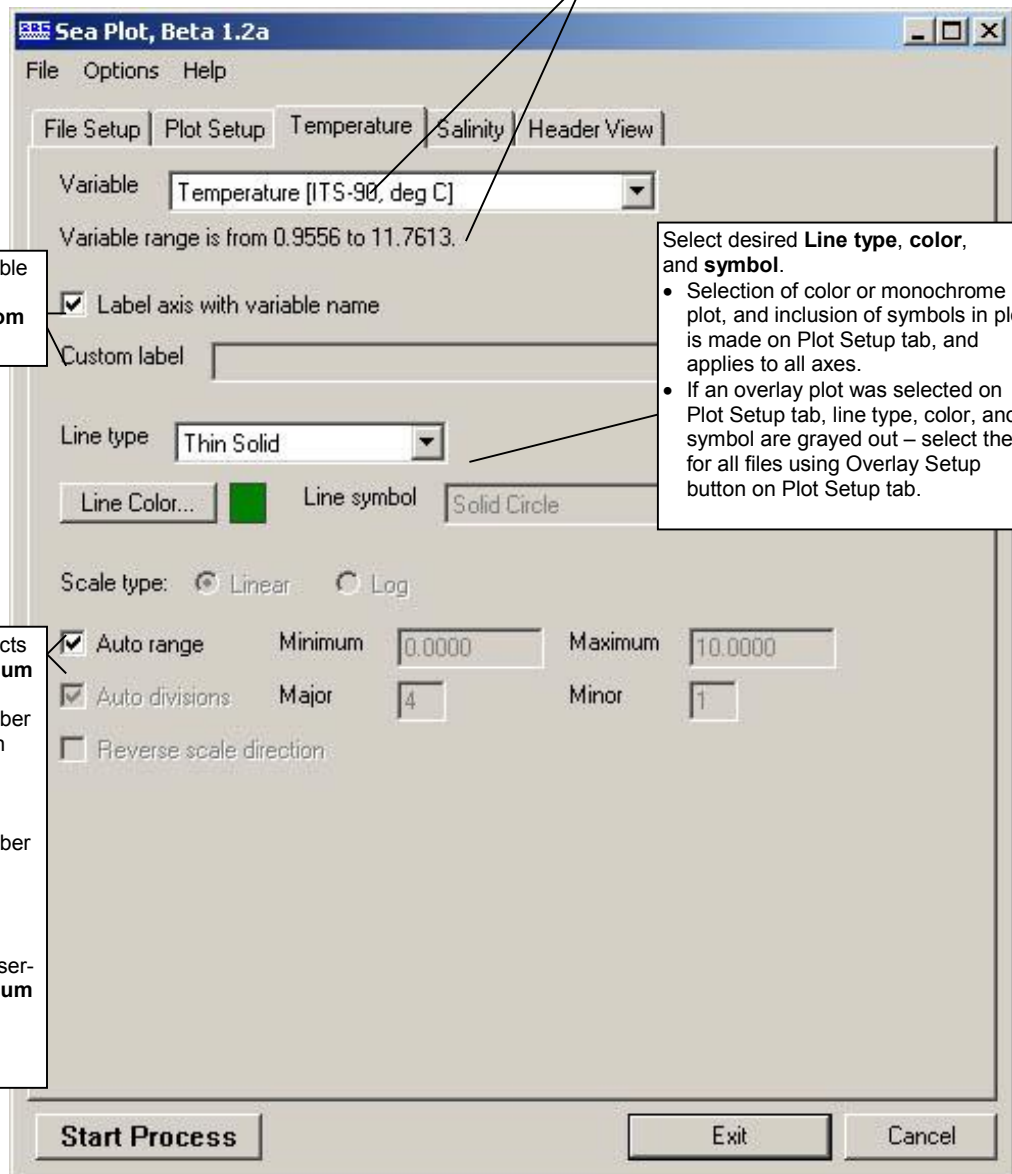 Sea Plot, Beta 1.2a
File Options Help
File Setup Plot Setup Temperature Salinity Header View
Variable Temperature [ITS-90, deg C]
Variable range is from 0.9556 to 11.7613.
Label axis with variable name
Custom label
Line type Thin Solid
Line Color... Line symbol Solid Circle
Scale type: Linear Log
Auto range Minimum 0.0000 Maximum 10.0000
Auto divisions Major 4 Minor 1
Reverse scale direction
Start Process Exit Cancel
Select desired Line type, color,
and symbol.
• Selection of color or monochrome
plot, and inclusion of symbols in
is made on Plot Setup tab, and
applies to all axes.
• If an overlay plot was selected on
Plot Setup tab, line type, color, and
symbol are grayed out – select
for all files using Overlay Setup
button on Plot Setup tab.